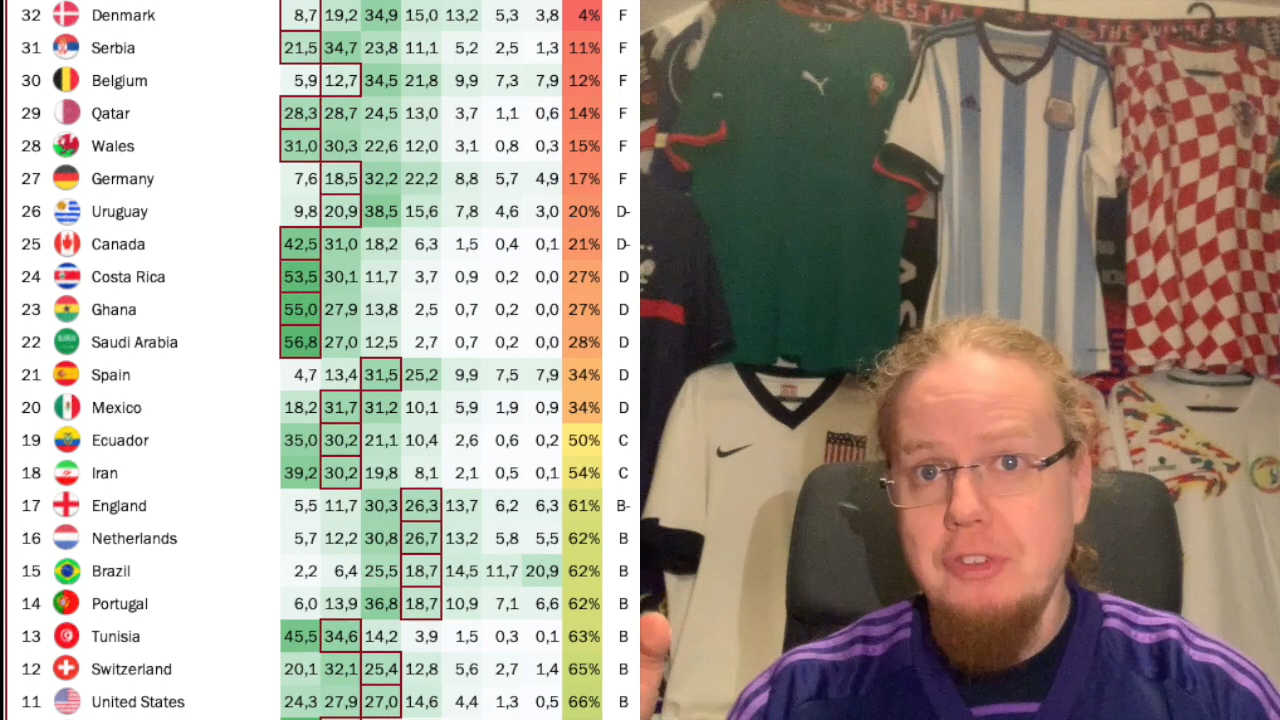 32 Denmark 8,7 19,2 34,9 15,0 13,2 5,3 3,8 4% F
31 Serbia 21,5 34,7 23,8 11,1 5,2 2,5 1,3 11% F
30 Belgium 5,9 12,7 34,5 21,8 9,9 7,3 7,9 12% F
29 Qatar 28,3 28,7 24,5 13,0 3,7 1,1 0,6 14% F
28 Wales 31,0 30,3 22,6 12,0 3,1 0,8 0,3 15% F
27 Germany 7,6 18,5 32,2 22,2 8,8 5,7 4,9 17% F
26 Uruguay 9,8 20,9 38,5 15,6 7,8 4,6 3,0 20% D-
25 Canada 42,5 31,0 18,2 6,3 1,5 0,4 0,1 21% D-
24 Costa Rica 53,5 30,1 11,7 3,7 0,9 0,2 0,0 27% D
23 Ghana 55,0 27,9 13,8 2,5 0,7 0,2 0,0 27% D
22 Saudi Arabia 56,8 27,0 12,5 2,7 0,7 0,2 0,0 28% D
21 Spain 4,7 13,4 31,5 25,2 9,9 7,5 7,9 34% D
20 Mexico 18,2 31,7 31,2 10,1 5,9 1,9 0,9 34% D
19 Ecuador 35,0 30,2 21,1 10,4 2,6 0,6 0,2 50% C
18 Iran 39,2 30,2 19,8 8,1 2,1 0,5 0,1 54% C
17 England 5,5 11,7 30,3 26,3 13,7 6,2 6,3 61% B-
16 Netherlands 5,7 12,2 30,8 26,7 13,2 5,8 5,5 62% B
15 Brazil 2,2 6,4 25,5 18,7 14,5 11,7 20,9 62% B
14 Portugal 6,0 13,9 36,8 18,7 10,9 7,1 6,6 62% B
13 Tunisia 45,5 34,6 14,2 3,9 1,5 0,3 0,1 63% B
12 Switzerland 20,1 32,1 25,4 12,8 5,6 2,7 1,4 65% B
11 United States 24,3 27,9 27,0 14,6 4,4 1,3 0,5 66% B
BEST
THE WINNERS